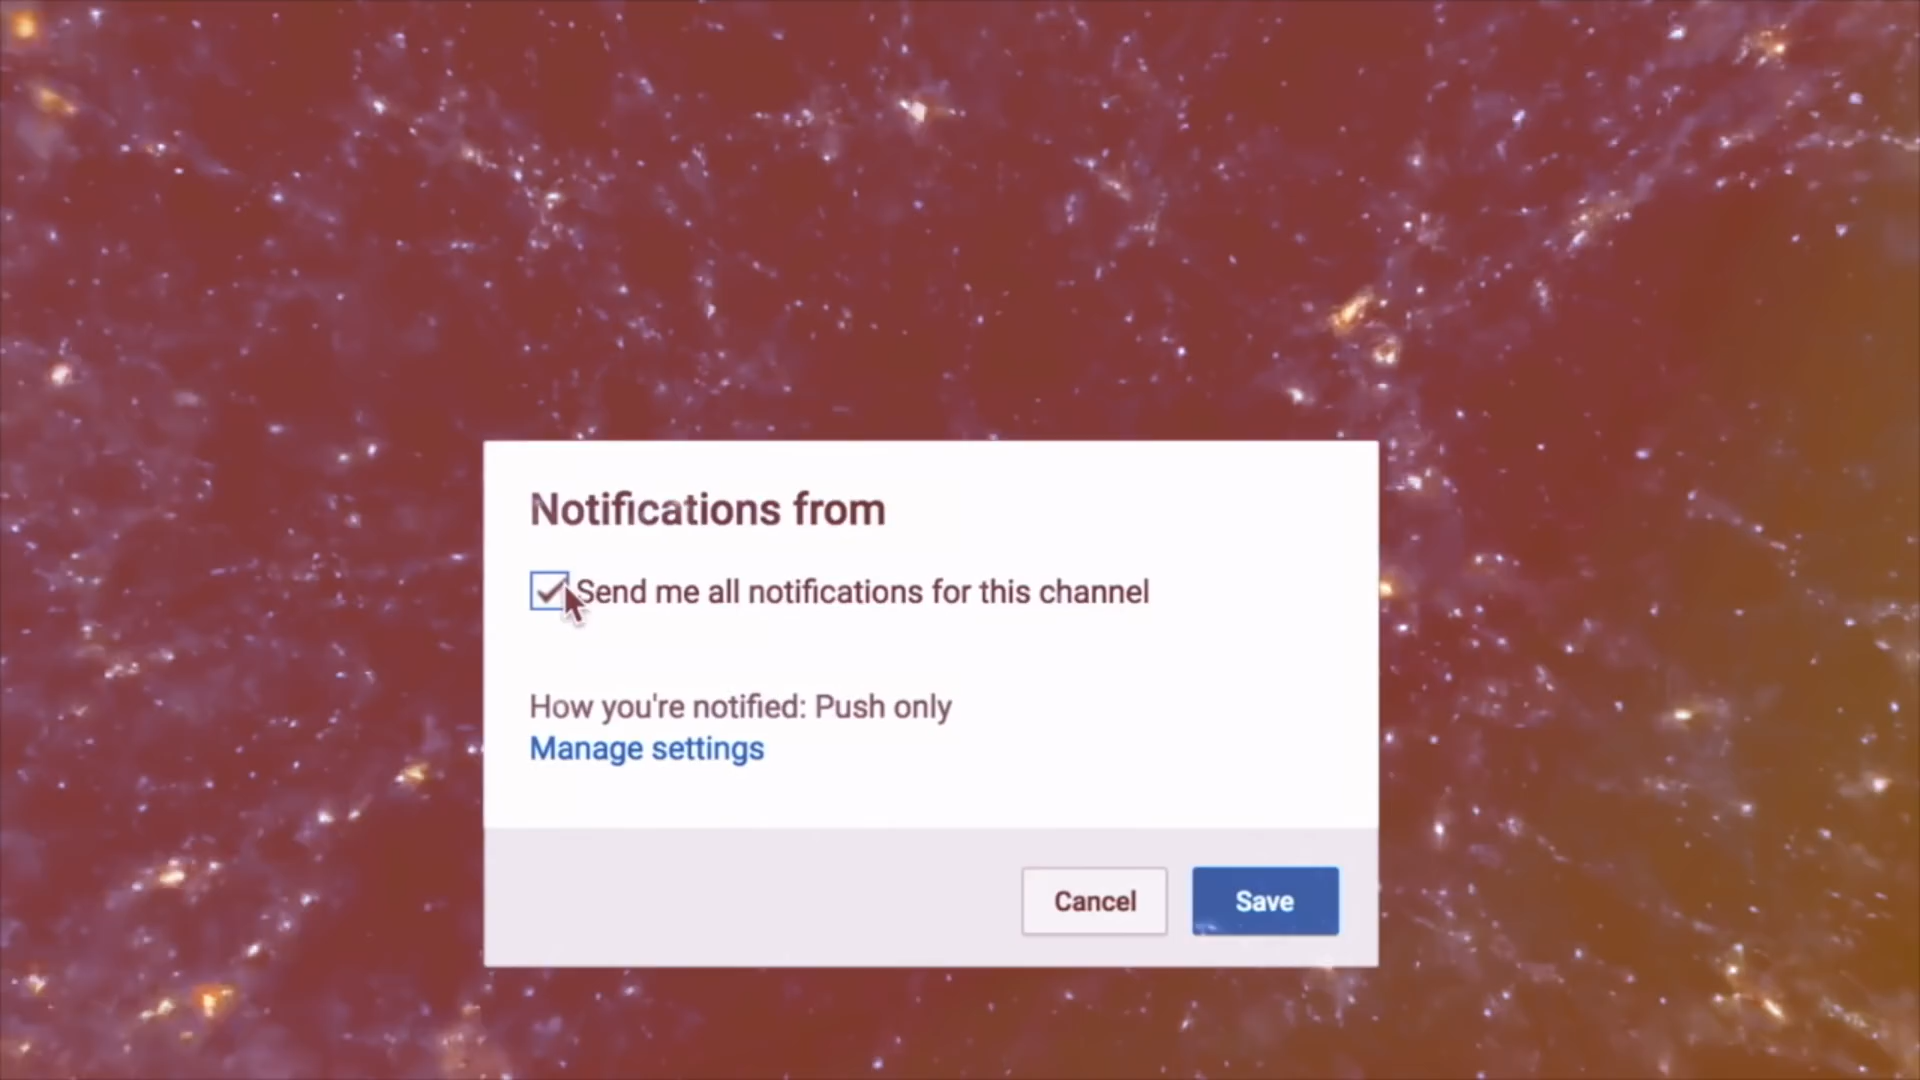 Notifications from
Send me all notifications for this channel
How you're notified: Push only
Manage settings
Cancel
Save